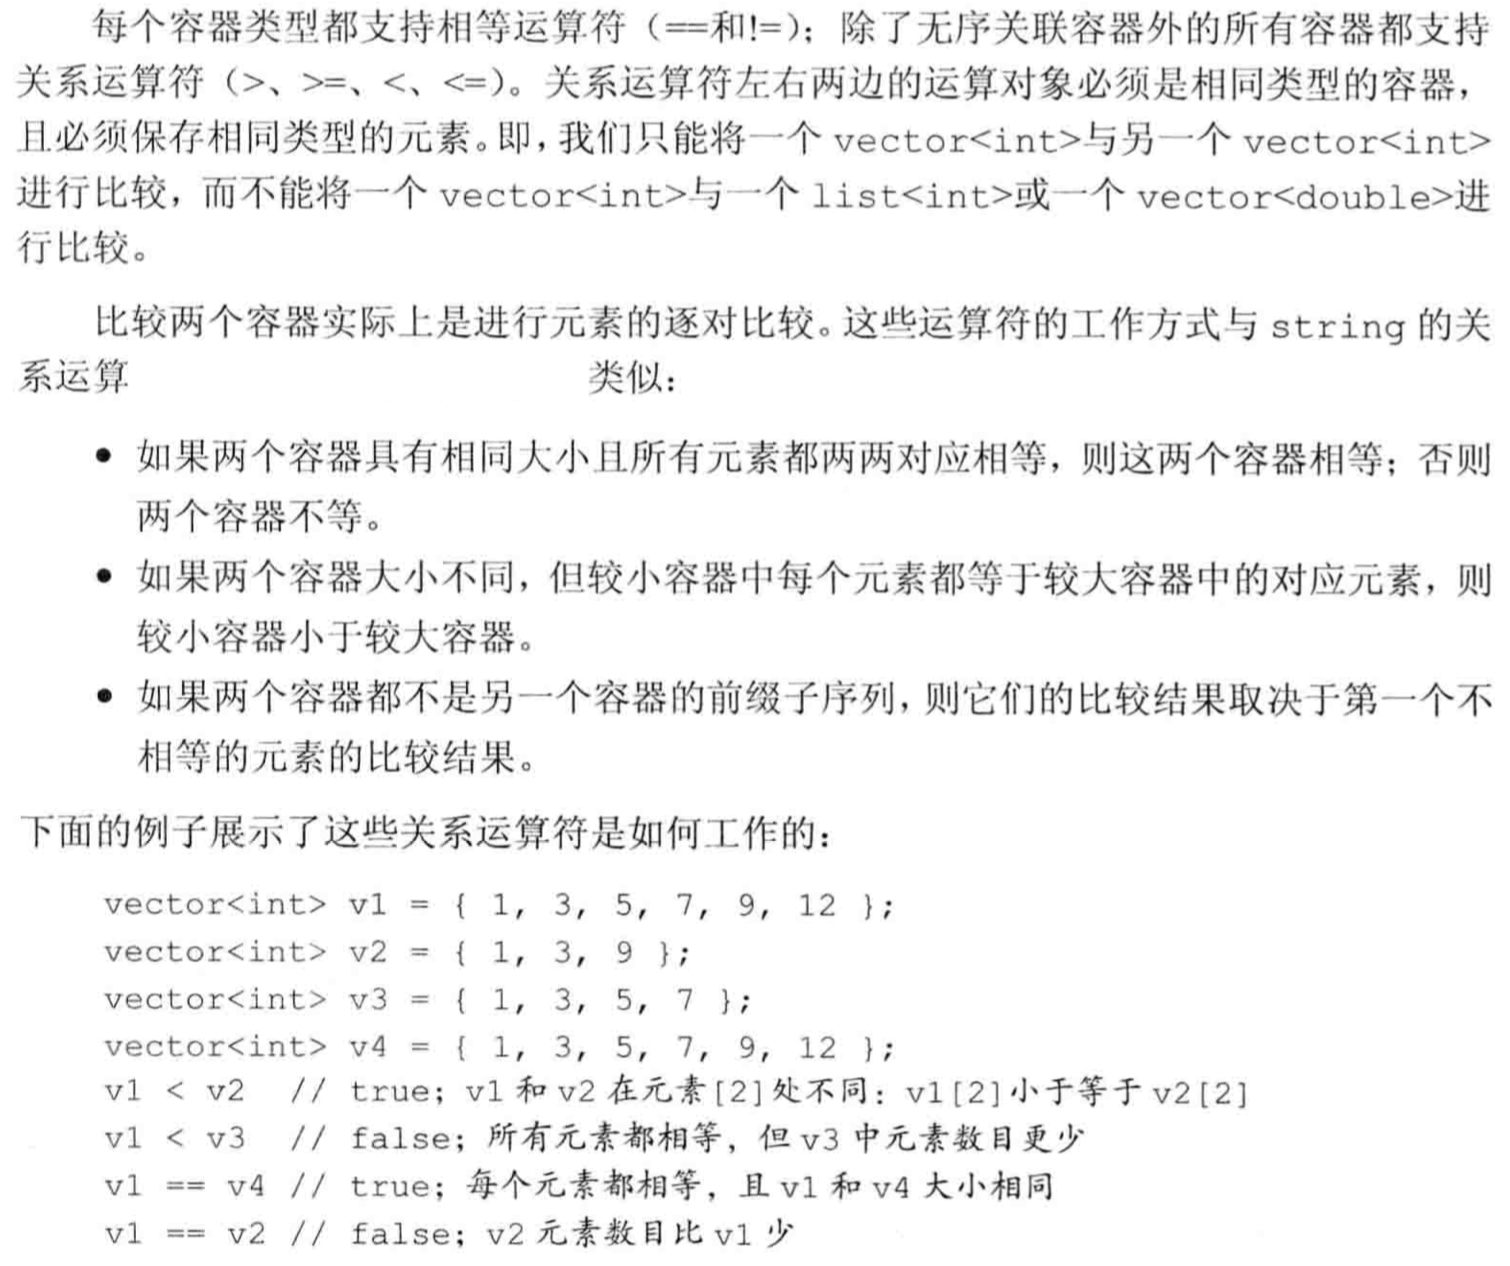 每个容器类型都支持相等运算符（==和!=）；除了无序关联容器外的所有容器都支持
关系运算符（>、>=、<、<=）。关系运算符左右两边的运算对象必须是相同类型的容器，
且必须保存相同类型的元素。即，我们只能将一个 vector<int>与另一个 vector<int>
进行比较，而不能将一个 vector<int>与一个 list<int>或一个 vector<double>进
行比较。
比较两个容器实际上是进行元素的逐对比较。这些运算符的工作方式与 string 的关
系运算 类似：
• 如果两个容器具有相同大小且所有元素都两两对应相等，则这两个容器相等；否则
两个容器不等。
• 如果两个容器大小不同，但较小容器中每个元素都等于较大容器中的对应元素，则
较小容器小于较大容器。
• 如果两个容器都不是另一个容器的前缀子序列，则它们的比较结果取决于第一个不
相等的元素的比较结果。
下面的例子展示了这些关系运算符是如何工作的：
vector<int> v1 = { 1, 3, 5, 7, 9, 12 };
vector<int> v2 = { 1, 3, 9 };
vector<int> v3 = { 1, 3, 5, 7 };
vector<int> v4 = { 1, 3, 5, 7, 9, 12 };
v1 < v2 // true; v1 和 v2 在元素[2]处不同：v1[2]小于等于 v2[2]
v1 < v3 // false; 所有元素都相等，但 v3 中元素数目更少
v1 == v4 // true; 每个元素都相等，且 v1 和 v4 大小相同
v1 == v2 // false; v2 元素数目比 v1 少